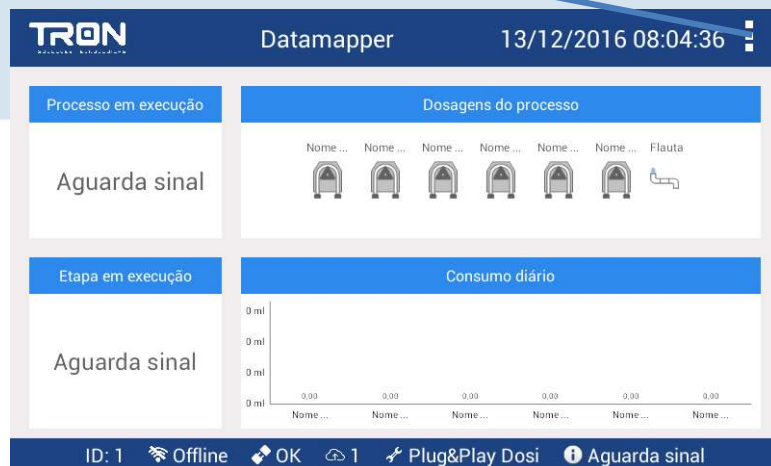 TRON
Datamapper
13/12/2016 08:04:36
Processo em execução
Aguarda sinal
Dosagens do processo
Nome ... Nome ... Nome ... Nome ... Nome ... Nome ... Flauta
Etapa em execução
Aguarda sinal
Consumo diário
0 ml
0 ml
0 ml
0 ml
0,00 0,00 0,00 0,00 0,00 0,00
Nome ... Nome ... Nome ... Nome ... Nome ... Nome ...
ID: 1 Offline OK 1 Plug&Play Dosi Aguarda sinal